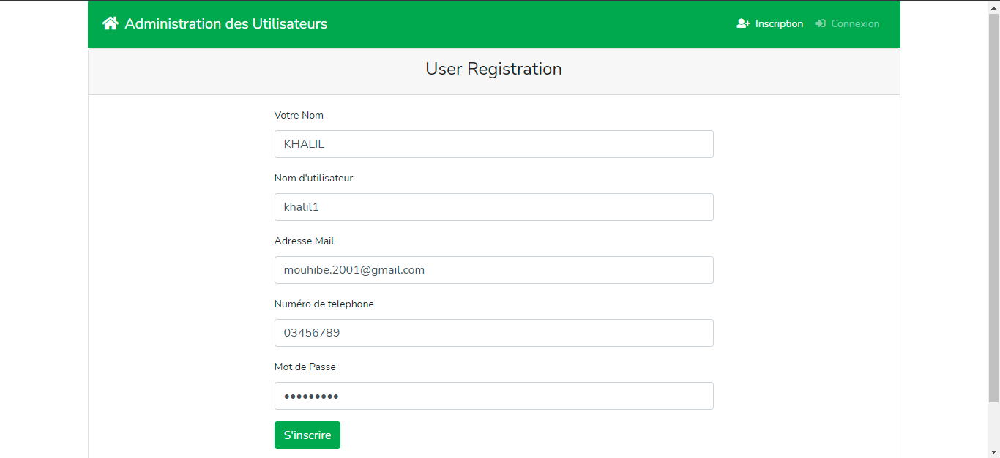 Administration des Utilisateurs Inscription Connexion
User Registration
Votre Nom
KHALIL
Nom d'utilisateur
khalil1
Adresse Mail
mouhibe.2001@gmail.com
Numéro de telephone
03456789
Mot de Passe
•••••••••
S'inscrire